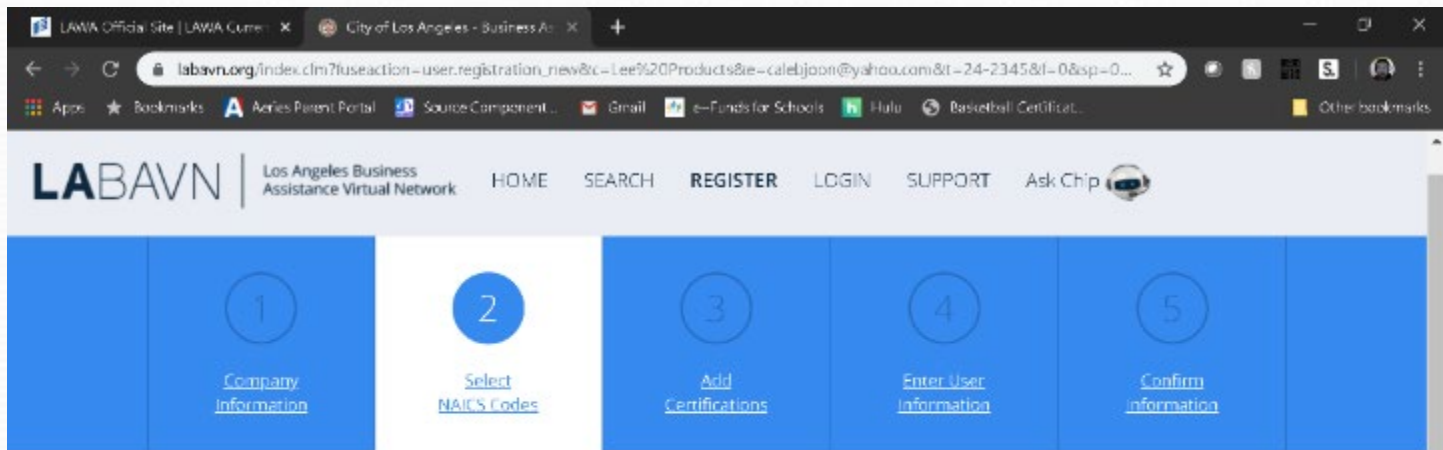 LAWA Official Site | LAWA Curren
City of Los Angeles - Business As
labavn.org/index.cfm?fuseaction=user.registration_new&c=Lee%20Products&e=calebjoon@yahoo.com&t=24-2345&f=0&sp=0...
Apps Bookmarks Aeries Parent Portal Source Component... Gmail e~Funds for Schools Hulu Basketball Certificat... Other bookmarks
LABAVN Los Angeles Business
Assistance Virtual Network
HOME SEARCH REGISTER LOGIN SUPPORT Ask Chip
1
Company
Information
2
Select
NAICS Codes
3
Add
Certifications
4
Enter User
Information
5
Confirm
Information